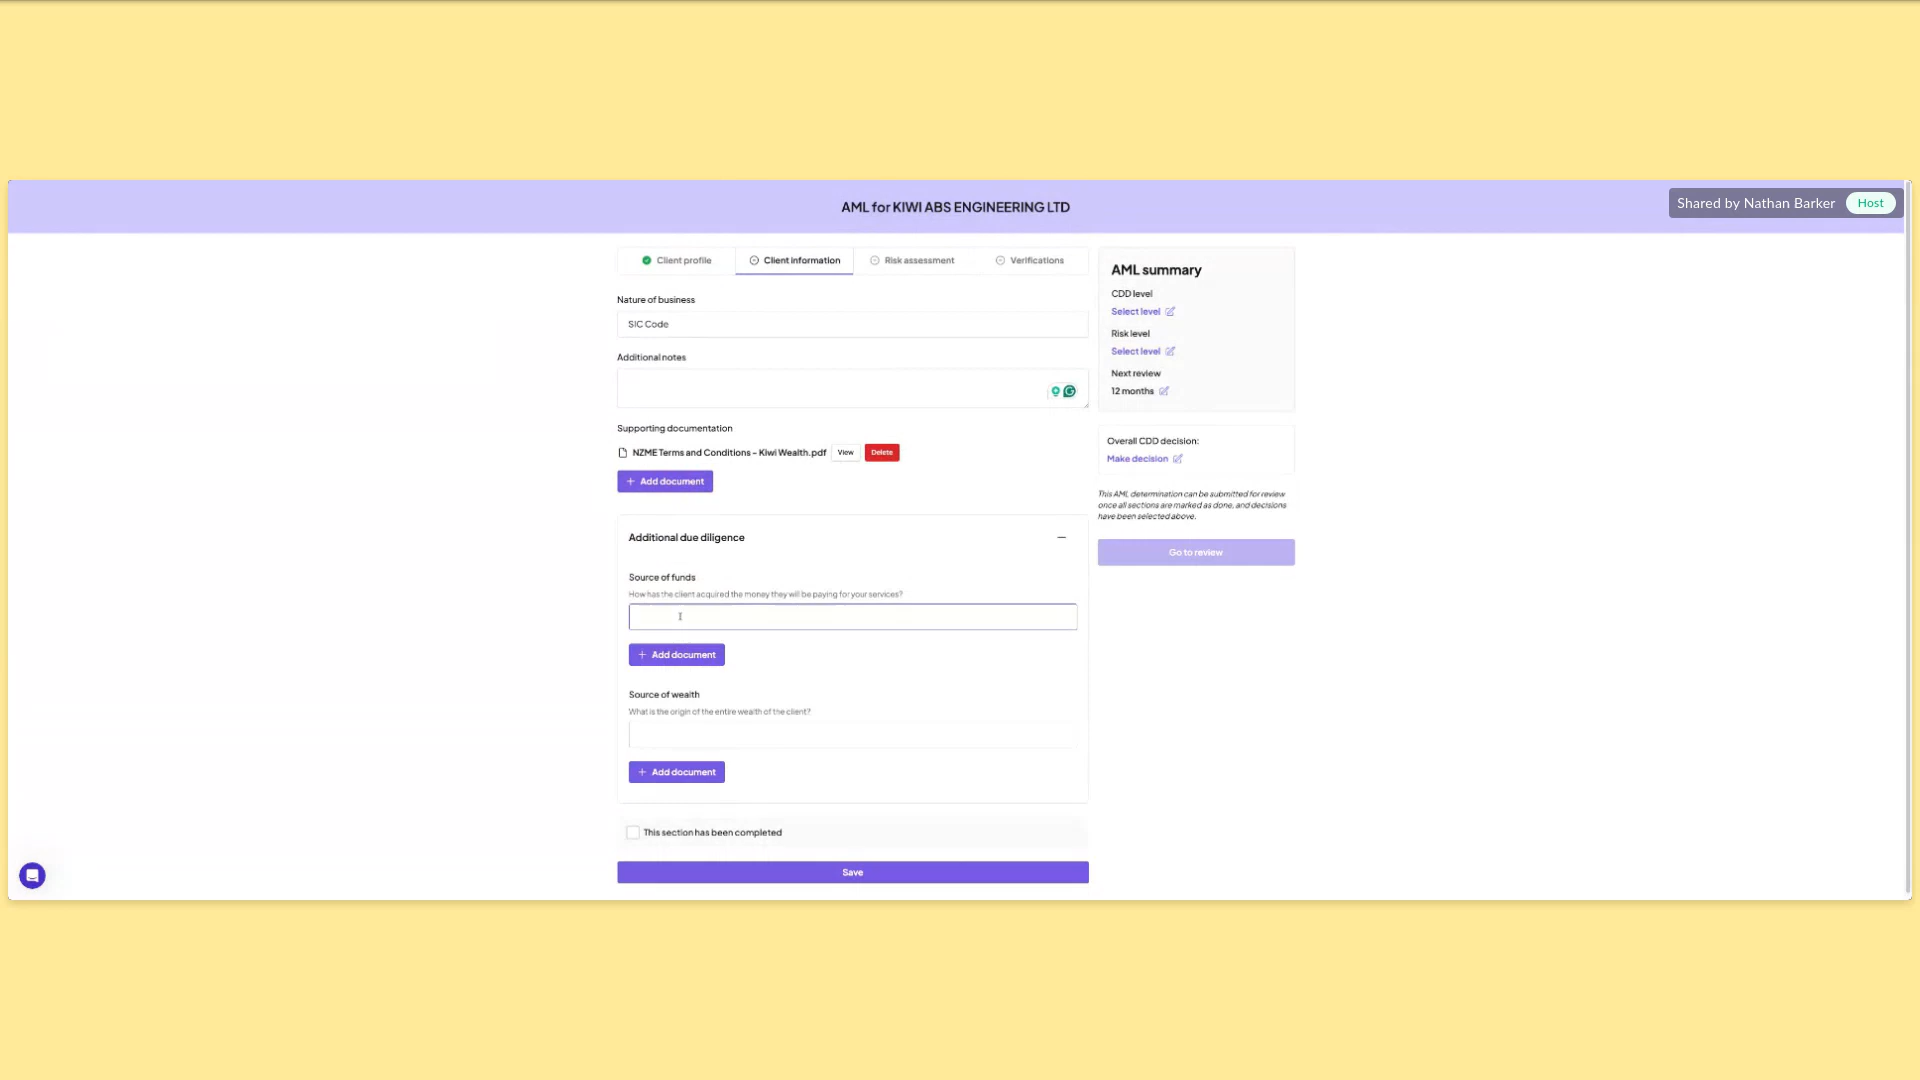 AML for KIWI ABS ENGINEERING LTD
Shared by Nathan Barker Host
Client profile Client information Risk assessment Verifications
Nature of business
SIC Code
Additional notes
Supporting documentation
NZME Terms and Conditions - Kiwi Wealth.pdf View Delete
+ Add document
Additional due diligence
Source of funds
How has the client acquired the money they will be paying for your services?
+ Add document
Source of wealth
What is the origin of the entire wealth of the client?
+ Add document
This section has been completed
Save
AML summary
CDD level
Select level
Risk level
Select level
Next review
12 months
Overall CDD decision:
Make decision
This AML determination can be submitted for review
once all sections are marked as done, and decisions
have been selected above.
Go to review